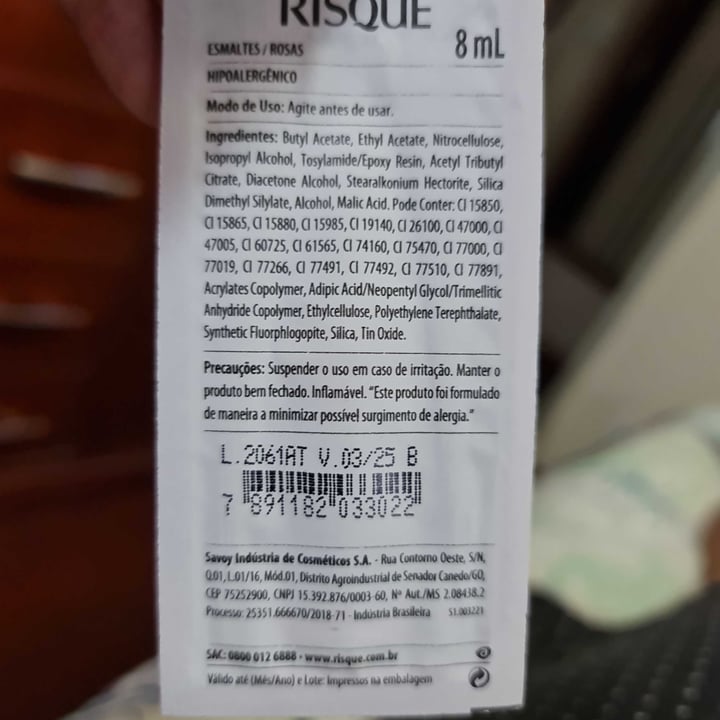 RISQUÉ
ESMALTES / ROSAS 8 mL
HIPOALERGÊNICO
Modo de Uso: Agite antes de usar.
Ingredientes: Butyl Acetate, Ethyl Acetate, Nitrocellulose,
Isopropyl Alcohol, Tosylamide/Epoxy Resin, Acetyl Tributyl
Citrate, Diacetone Alcohol, Stearalkonium Hectorite, Silica
Dimethyl Silylate, Alcohol, Malic Acid. Pode Conter: CI 15850,
CI 15865, CI 15880, CI 15985, CI 19140, CI 26100, CI 47000, CI
47005, CI 60725, CI 61565, CI 74160, CI 75470, CI 77000, CI
77019, CI 77266, CI 77491, CI 77492, CI 77510, CI 77891,
Acrylates Copolymer, Adipic Acid/Neopentyl Glycol/Trimellitic
Anhydride Copolymer, Ethylcellulose, Polyethylene Terephthalate,
Synthetic Fluorphlogopite, Silica, Tin Oxide.
Precauções: Suspender o uso em caso de irritação. Manter o
produto bem fechado. Inflamável. "Este produto foi formulado
de maneira a minimizar possível surgimento de alergia."
L.2061AT V.03/25 B
7 891182 033022
Savoy Indústria de Cosméticos S.A. - Rua Contorno Oeste, S/N,
Q.01, L.01/16, Mód.01, Distrito Agroindustrial de Senador Canedo/GO,
CEP 75252900, CNPJ 15.392.876/0003-60, Nº Aut./MS 2.08438.2
Processo: 25351.666670/2018-71 - Indústria Brasileira 51.003221
SAC: 0800 012 6888 - www.risque.com.br
Válido até (Mês/Ano) e Lote: Impressos na embalagem